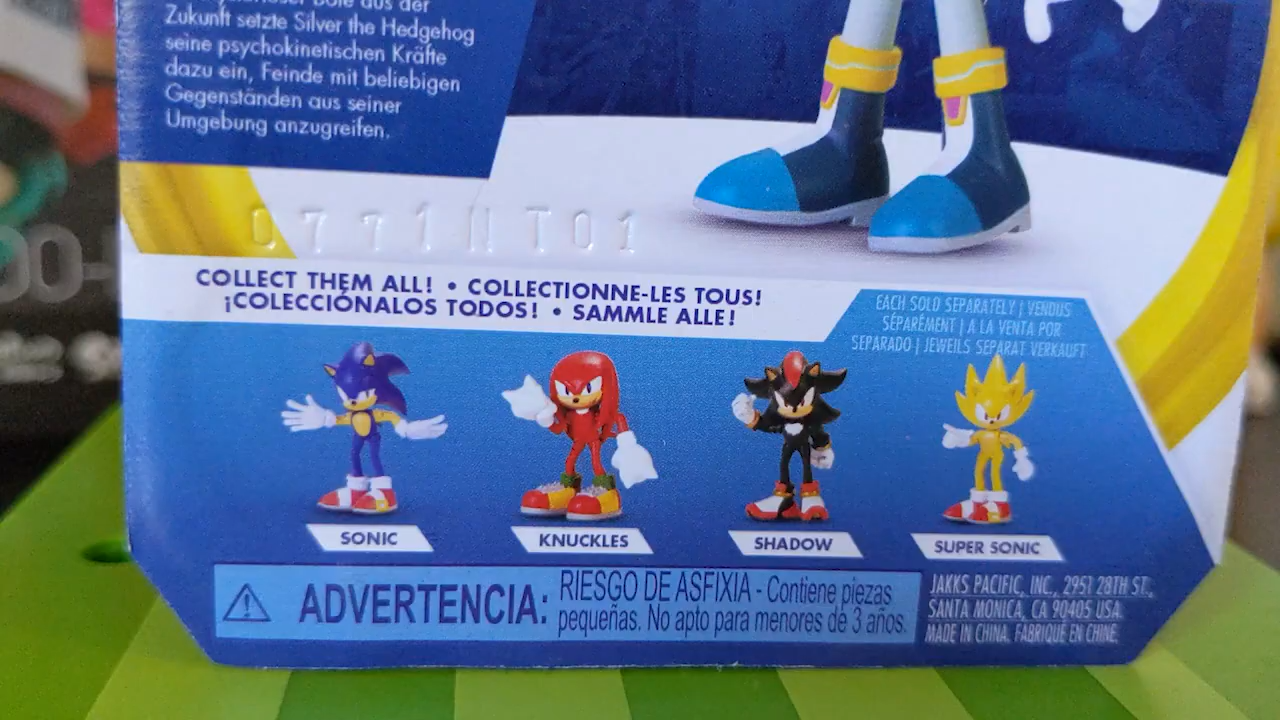 aus der
Zukunft setzte Silver the Hedgehog
seine psychokinetischen Kräfte
dazu ein, Feinde mit beliebigen
Gegenständen aus seiner
Umgebung anzugreifen.
0771NT01
COLLECT THEM ALL! • COLLECTIONNE-LES TOUS!
¡COLECCIÓNALOS TODOS! • SAMMLE ALLE!
EACH SOLD SEPARATELY | VENDUS
SÉPARÉMENT | A LA VENTA POR
SEPARADO | JEWEILS SEPARAT VERKAUFT
SONIC
KNUCKLES
SHADOW
SUPER SONIC
ADVERTENCIA:
RIESGO DE ASFIXIA - Contiene piezas
pequeñas. No apto para menores de 3 años.
JAKKS PACIFIC, INC., 2951 28TH ST.,
SANTA MONICA, CA 90405 USA.
MADE IN CHINA. FABRIQUÉ EN CHINE.